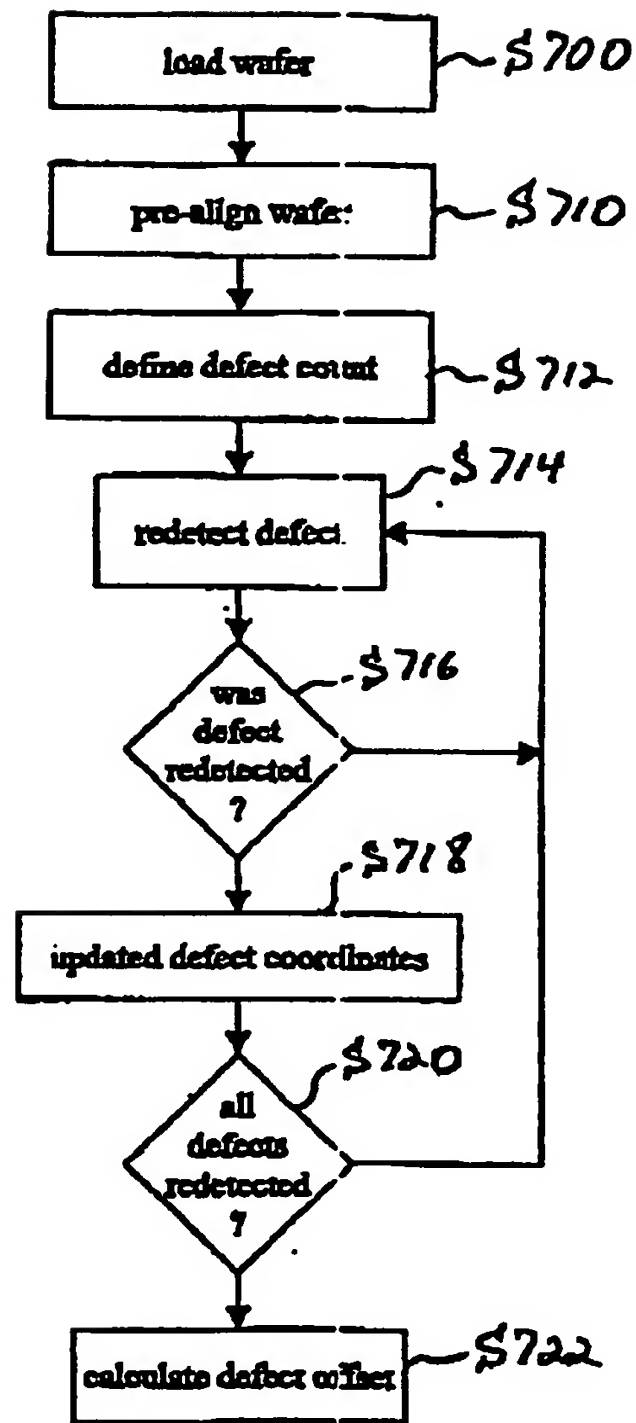 load wafer
S700
pre-align wafer
S710
define defect count
S712
S714
redetect defect
S716
was
defect
redetected
?
S718
updated defect coordinates
S720
all
defects
redetected
?
calculate defect offset
S722